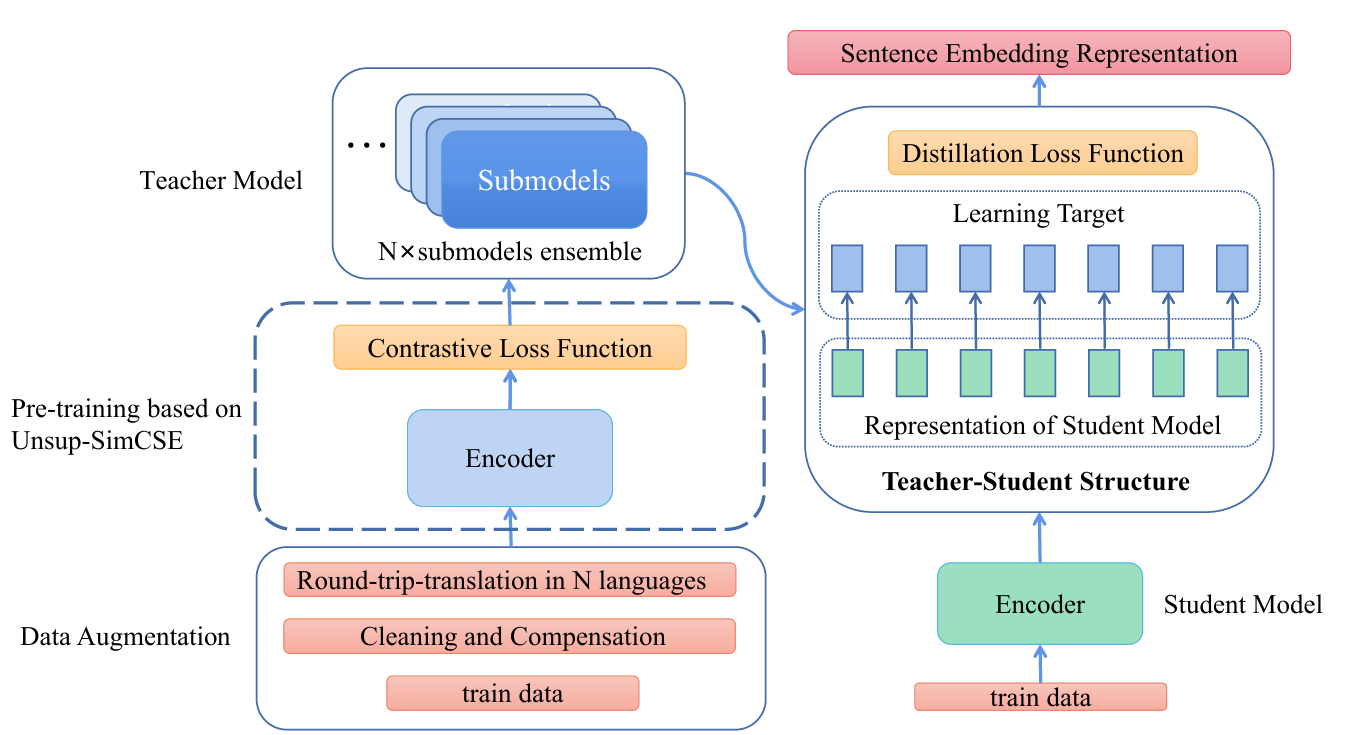 Sentence Embedding Representation
Teacher Model
...
Submodels
N×submodels ensemble
Distillation Loss Function
Learning Target
Representation of Student Model
Teacher-Student Structure
Pre-training based on
Unsup-SimCSE
Contrastive Loss Function
Encoder
Data Augmentation
Round-trip-translation in N languages
Cleaning and Compensation
train data
Encoder
Student Model
train data